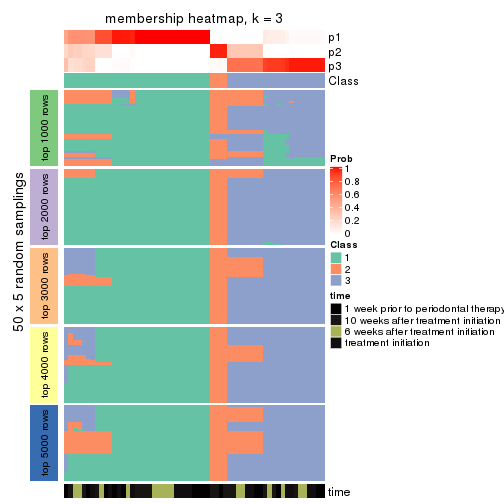 membership heatmap, k = 3
p1
p2
p3
Class
50 x 5 random samplings
top 1000 rows
top 2000 rows
top 3000 rows
top 4000 rows
top 5000 rows
Prob
1
0.8
0.6
0.4
0.2
0
Class
1
2
3
time
1 week prior to periodontal therapy
10 weeks after treatment initiation
6 weeks after treatment initiation
treatment initiation
time